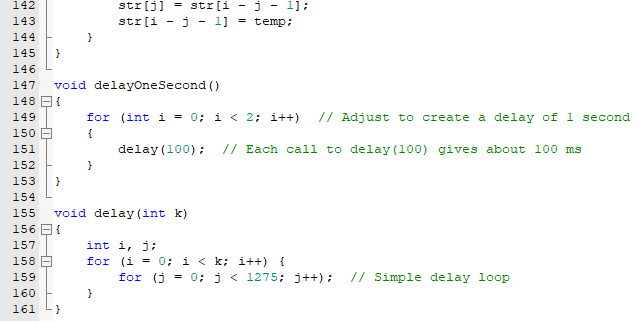 142 str[j] = str[i - j - 1];
143 str[i - j - 1] = temp;
144 }
145 }
146
147 void delayOneSecond()
148 {
149 for (int i = 0; i < 2; i++)  // Adjust to create a delay of 1 second
150 {
151 delay(100);  // Each call to delay(100) gives about 100 ms
152 }
153 }
154
155 void delay(int k)
156 {
157 int i, j;
158 for (i = 0; i < k; i++) {
159 for (j = 0; j < 1275; j++);  // Simple delay loop
160 }
161 }